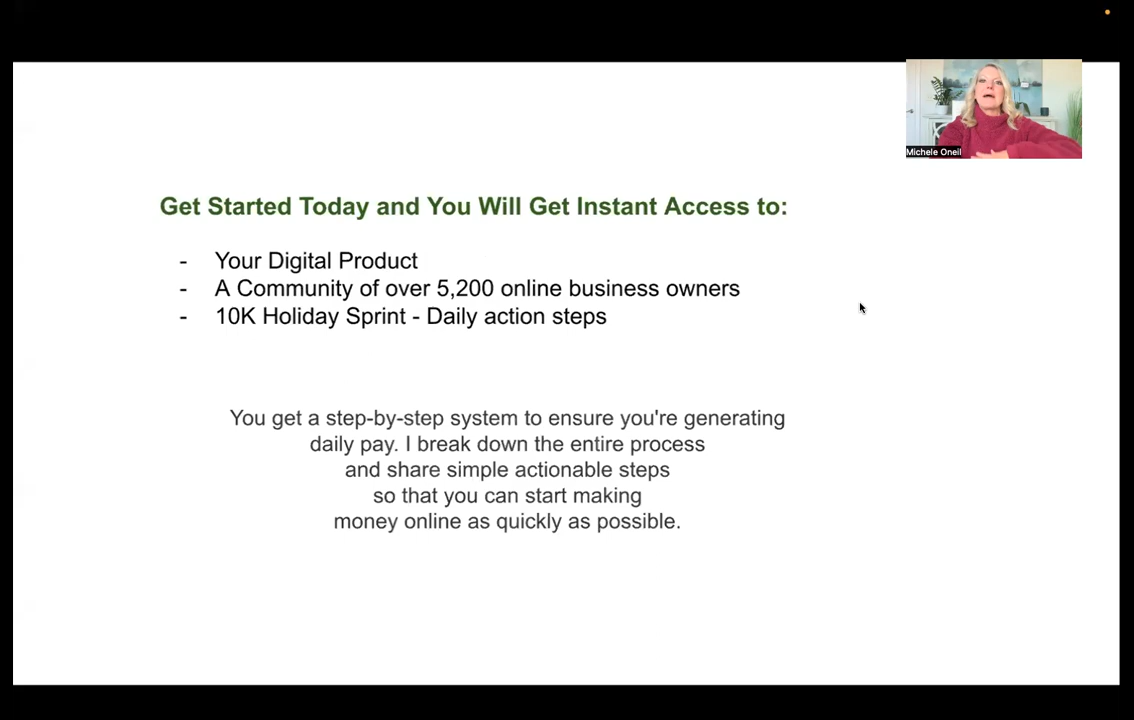 Michele Oneil
Get Started Today and You Will Get Instant Access to:
- Your Digital Product
- A Community of over 5,200 online business owners
- 10K Holiday Sprint - Daily action steps
You get a step-by-step system to ensure you're generating
daily pay. I break down the entire process
and share simple actionable steps
so that you can start making
money online as quickly as possible.